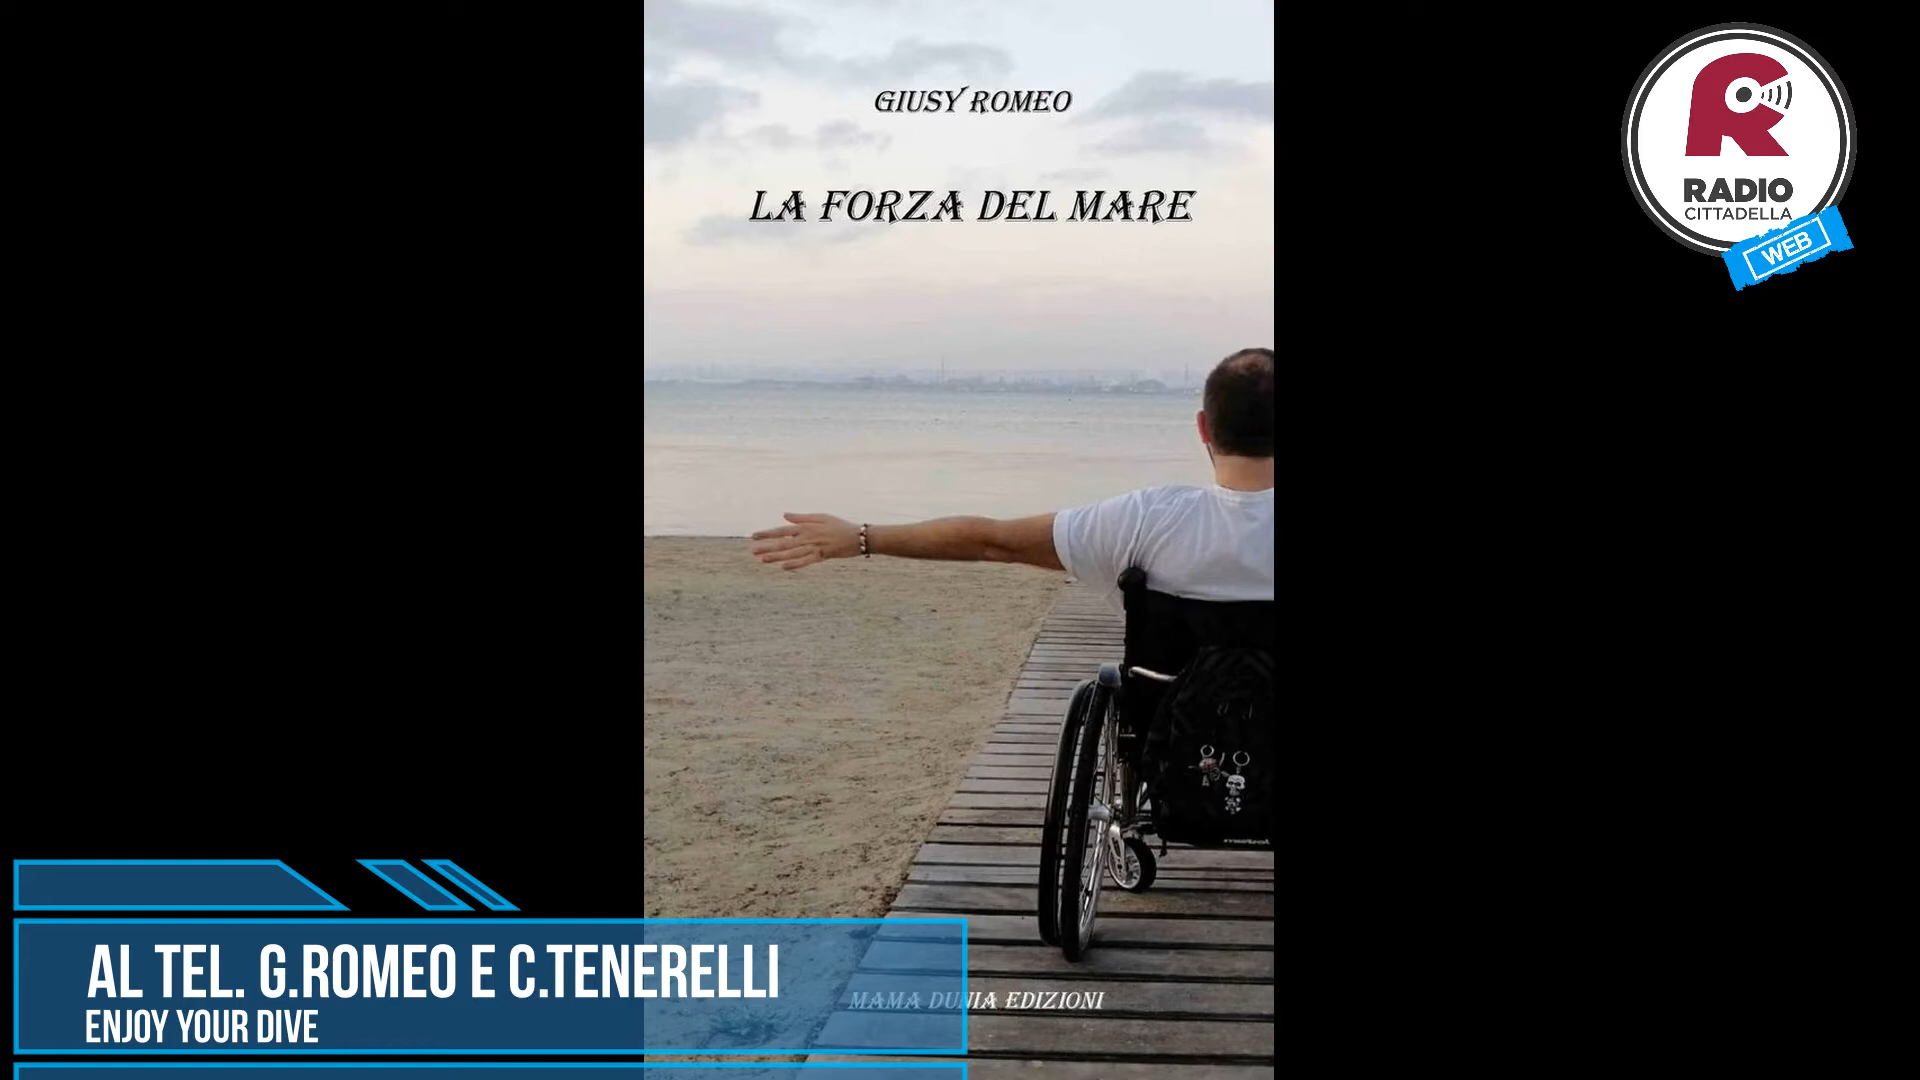 GIUSY ROMEO
LA FORZA DEL MARE
RADIO
CITTADELLA
WEB
AL TEL. G.ROMEO E C.TENERELLI
ENJOY YOUR DIVE
MAMA DUNIA EDIZIONI